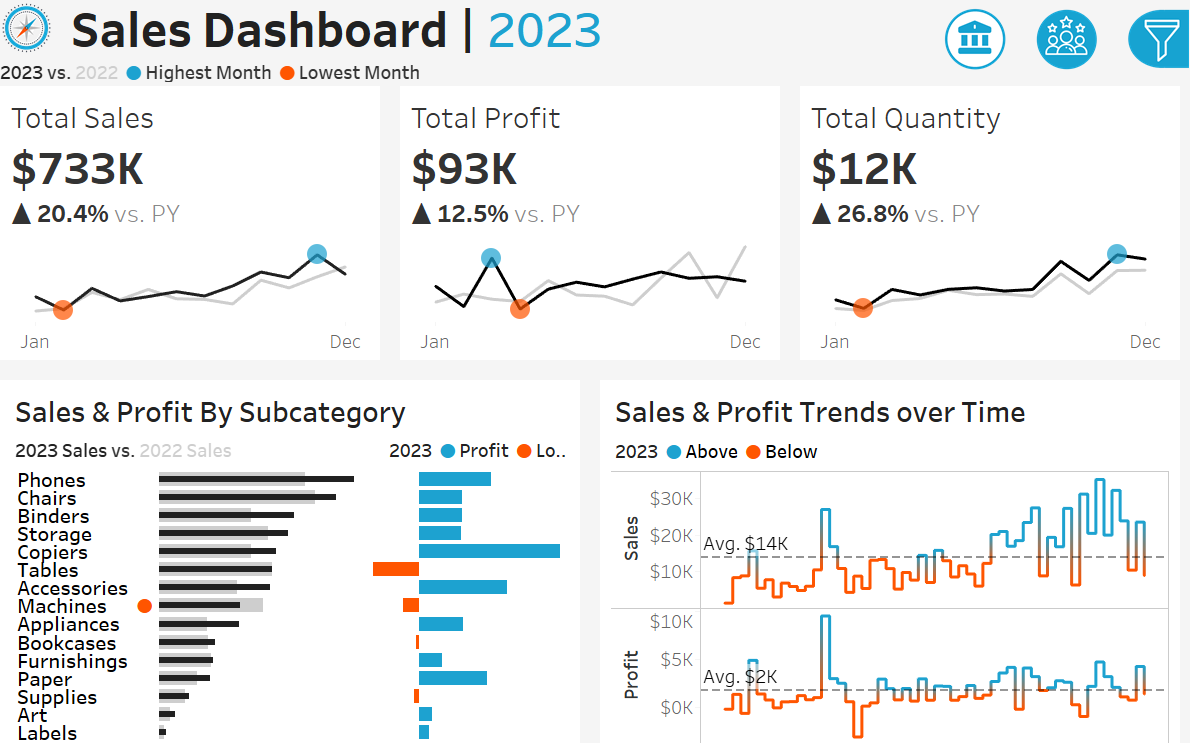 Sales Dashboard | 2023
2023 vs. 2022 Highest Month Lowest Month
Total Sales
$733K
▲ 20.4% vs. PY
Jan Dec
Total Profit
$93K
▲ 12.5% vs. PY
Jan Dec
Total Quantity
$12K
▲ 26.8% vs. PY
Jan Dec
Sales & Profit By Subcategory
2023 Sales vs. 2022 Sales
2023 Profit Lo..
Phones
Chairs
Binders
Storage
Copiers
Tables
Accessories
Machines
Appliances
Bookcases
Furnishings
Paper
Supplies
Art
Labels
Sales & Profit Trends over Time
2023 Above Below
Sales
$30K
$20K
$10K
Avg. $14K
Profit
$10K
$5K
$0K
Avg. $2K